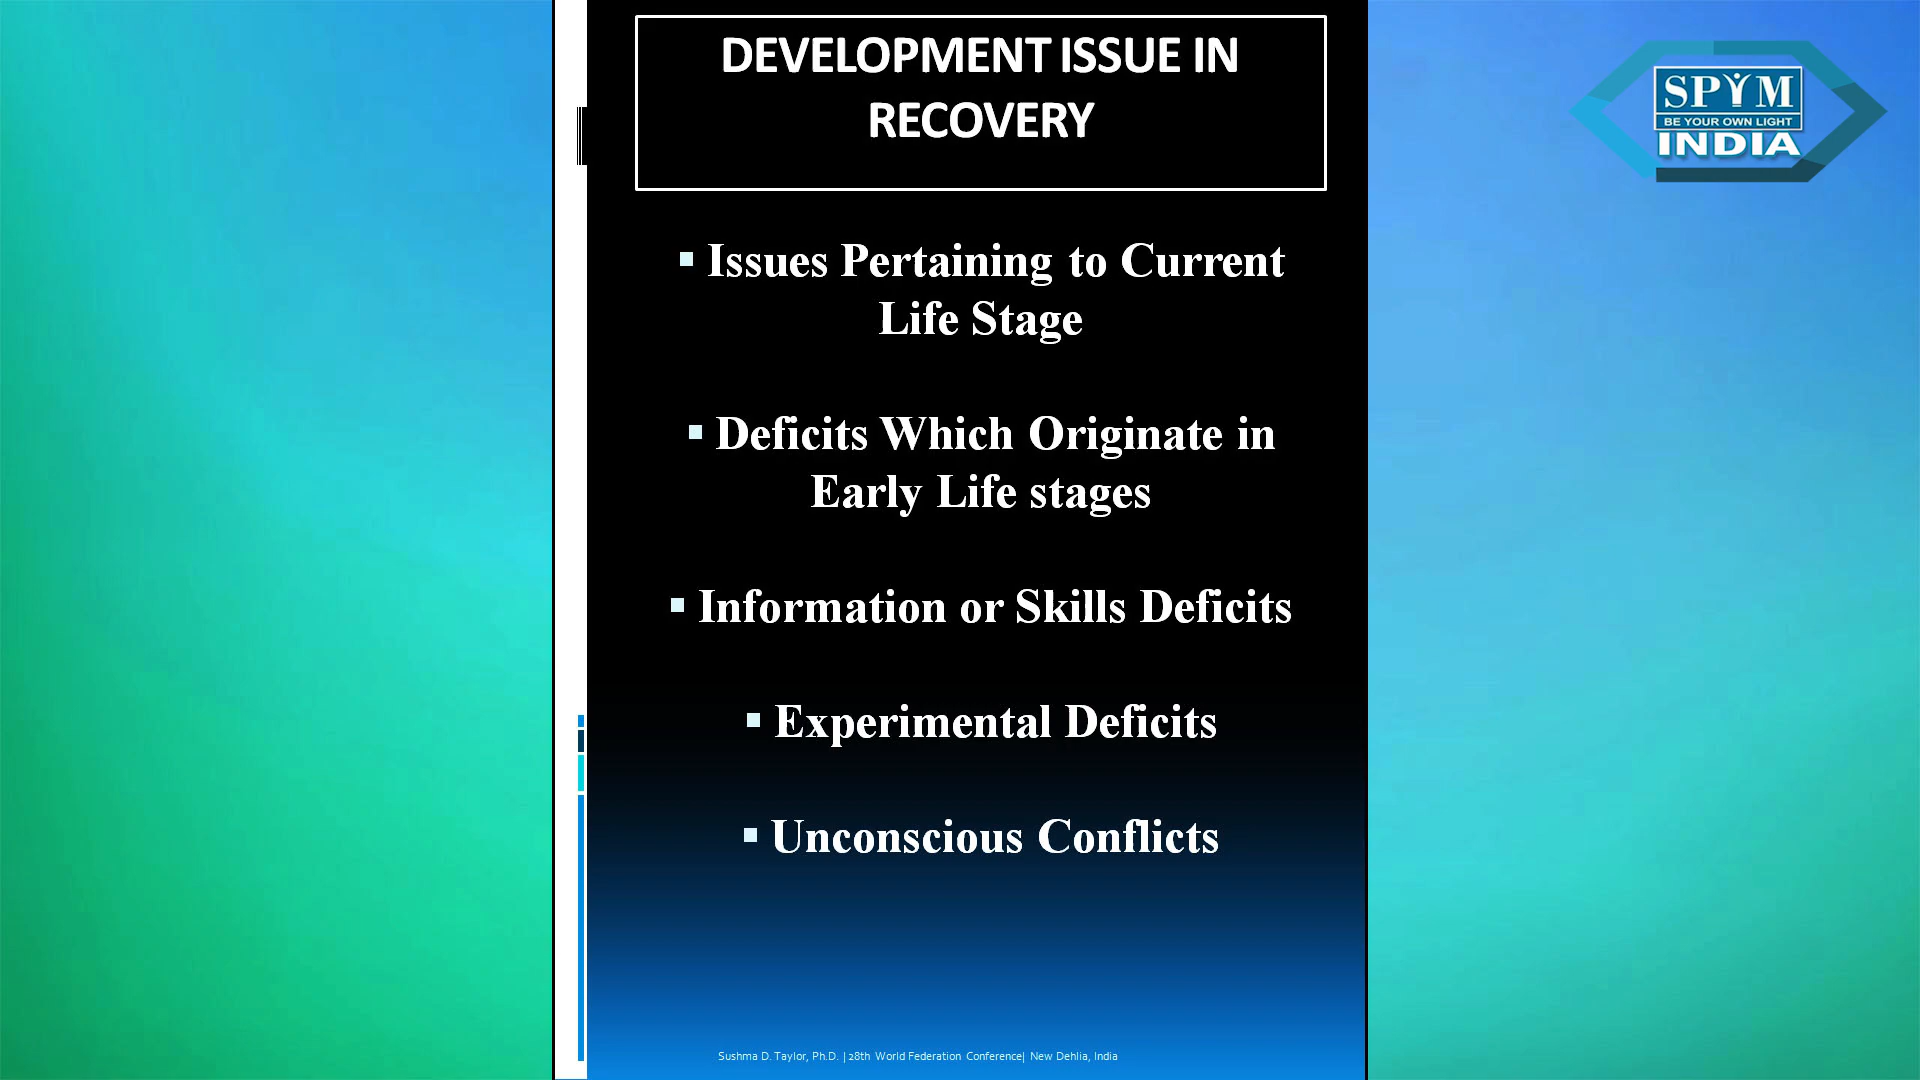 DEVELOPMENT ISSUE IN
RECOVERY
SPYM
BE YOUR OWN LIGHT
INDIA
▪ Issues Pertaining to Current
Life Stage
▪ Deficits Which Originate in
Early Life stages
▪ Information or Skills Deficits
▪ Experimental Deficits
▪ Unconscious Conflicts
Sushma D. Taylor, Ph.D. | 28th World Federation Conference| New Dehlia, India